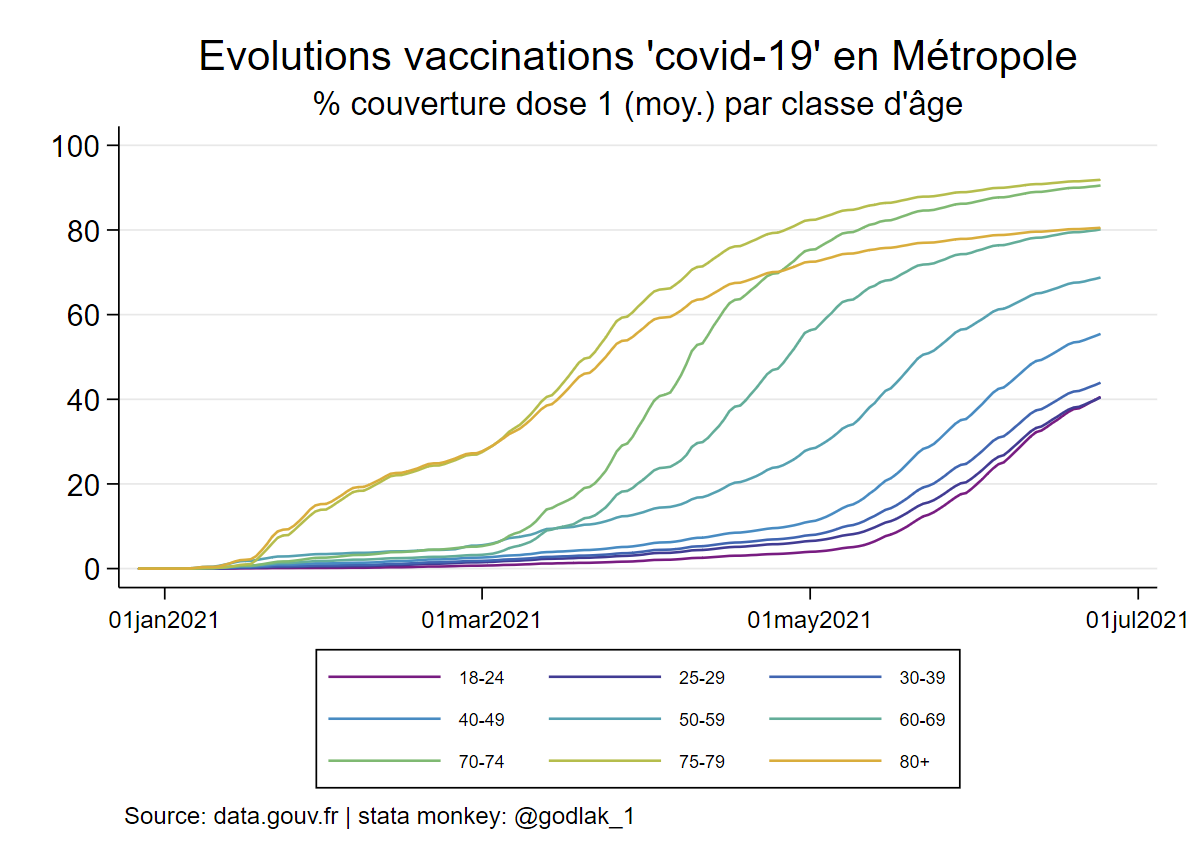 Evolutions vaccinations 'covid-19' en Métropole
% couverture dose 1 (moy.) par classe d'âge
100
80
60
40
20
0
01jan2021 01mar2021 01may2021 01jul2021
18-24 25-29 30-39
40-49 50-59 60-69
70-74 75-79 80+
Source: data.gouv.fr | stata monkey: @godlak_1